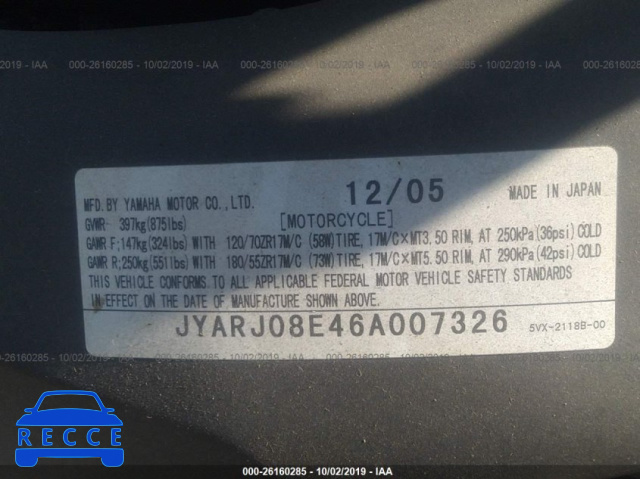 000-26160285 - 10/02/2019 - IAA
MFD.BY YAMAHA MOTOR CO.,LTD. 12/05 MADE IN JAPAN
GVWR- 397kg(875lbs) [MOTORCYCLE]
GAWR F;147kg(324lbs) WITH 120/70ZR17M/C (58W)TIRE, 17M/C×MT3.50 RIM, AT 250kPa(36psi)COLD
GAWR R;250kg(551lbs) WITH 180/55ZR17M/C (73W)TIRE, 17M/C×MT5.50 RIM, AT 290kPa(42psi)COLD
THIS VEHICLE CONFORMS TO ALL APPLICABLE FEDERAL MOTOR VEHICLE SAFETY STANDARDS
IN EFFECT ON THE DATE OF MANUFACTURE SHOWN ABOVE.
JYARJ08E46A007326 5VX-2118B-00
RECCE
000-26160285 - 10/02/2019 - IAA